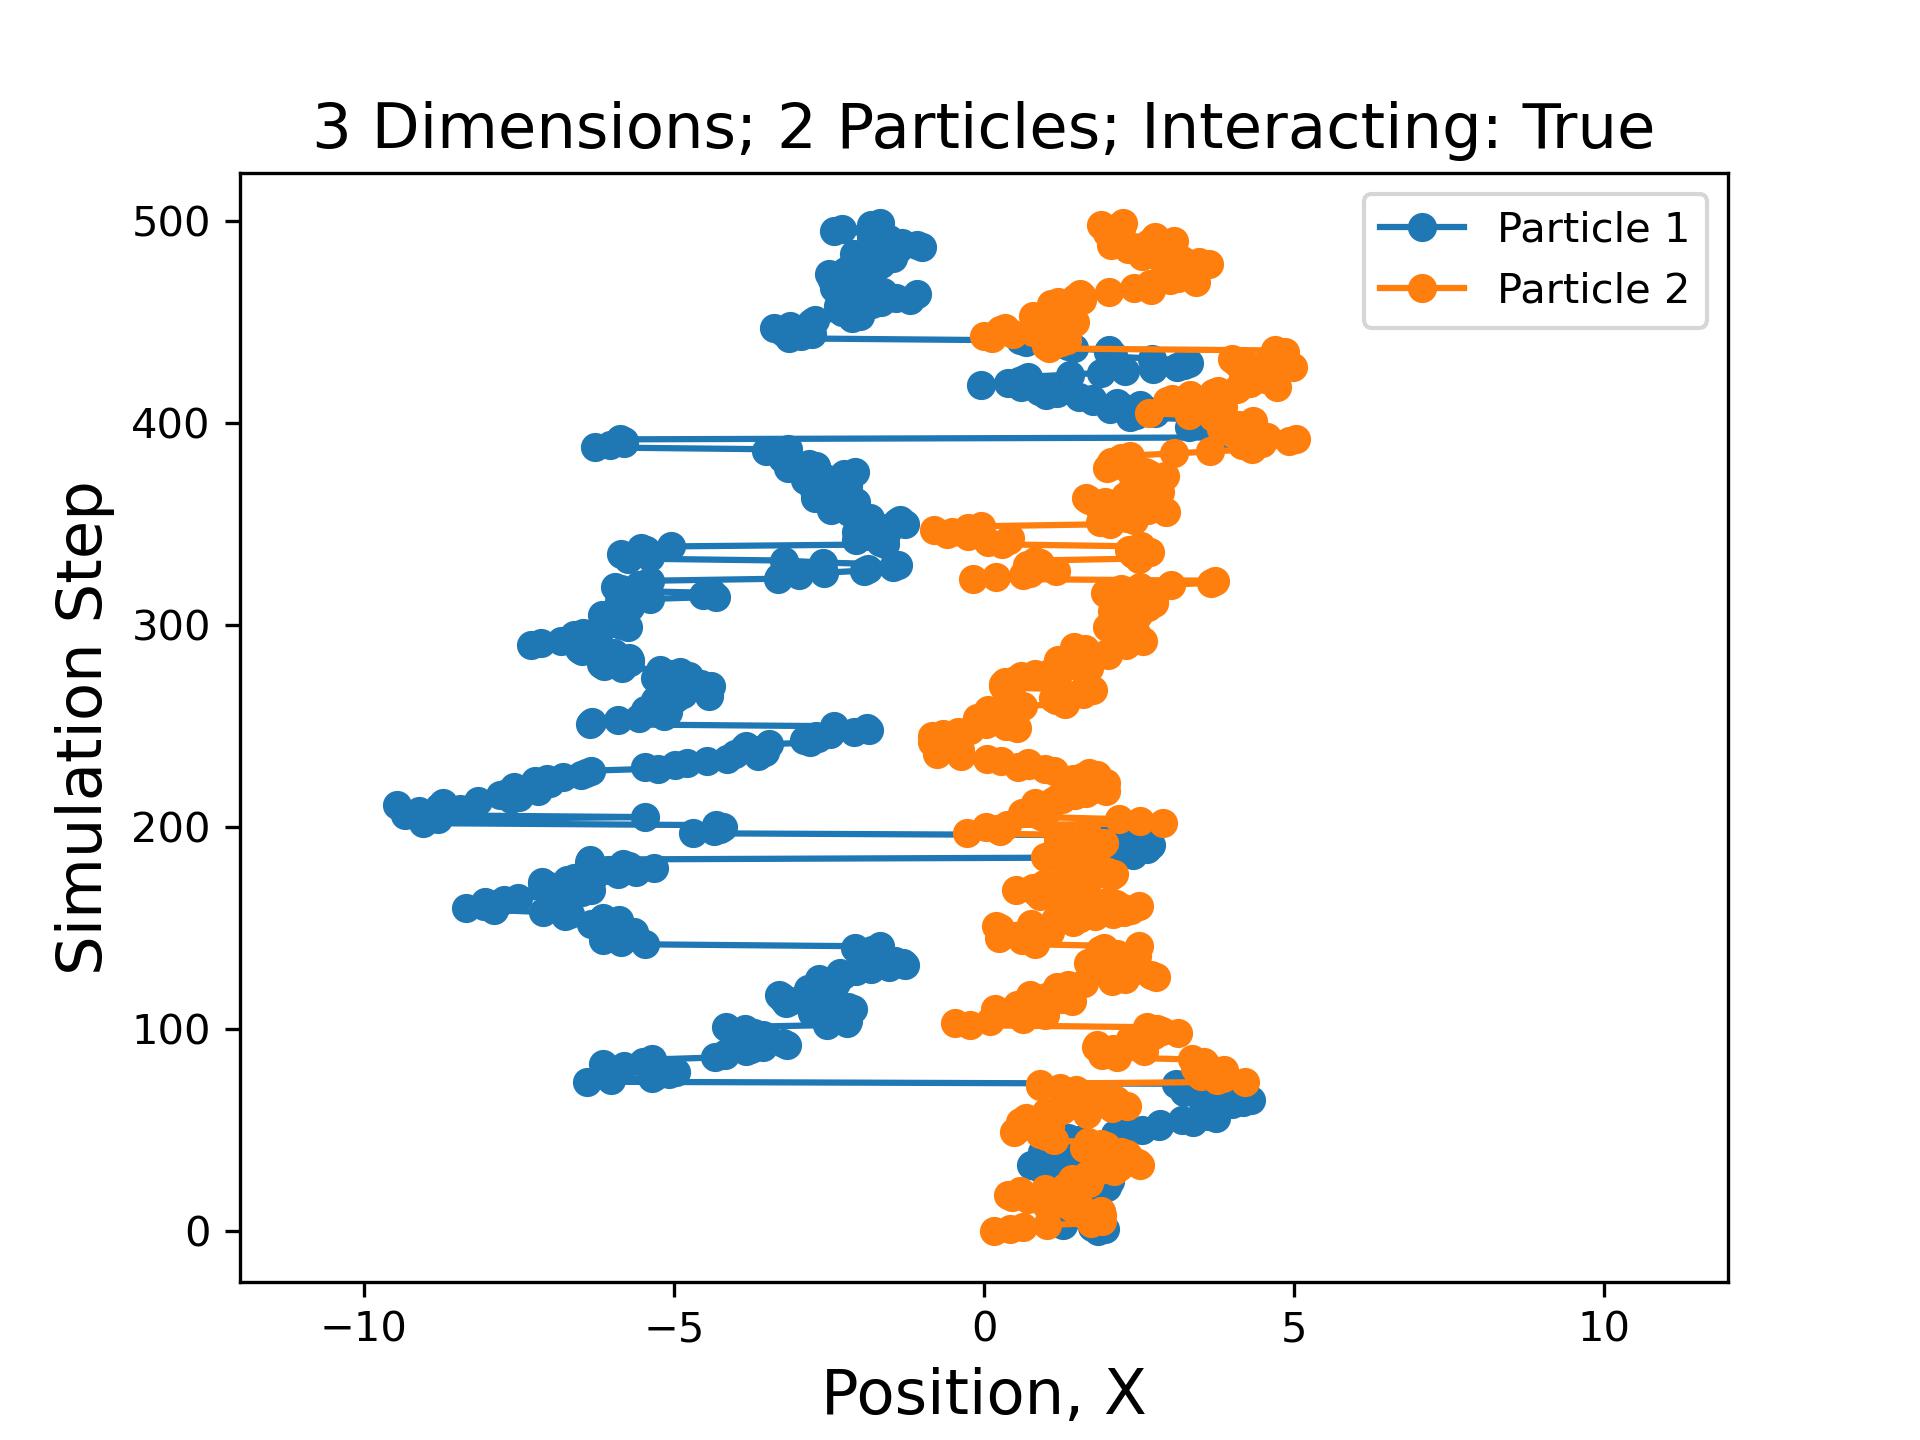 3 Dimensions; 2 Particles; Interacting: True
Particle 1
Particle 2
Simulation Step
500
400
300
200
100
0
−10
−5
0
5
10
Position, X